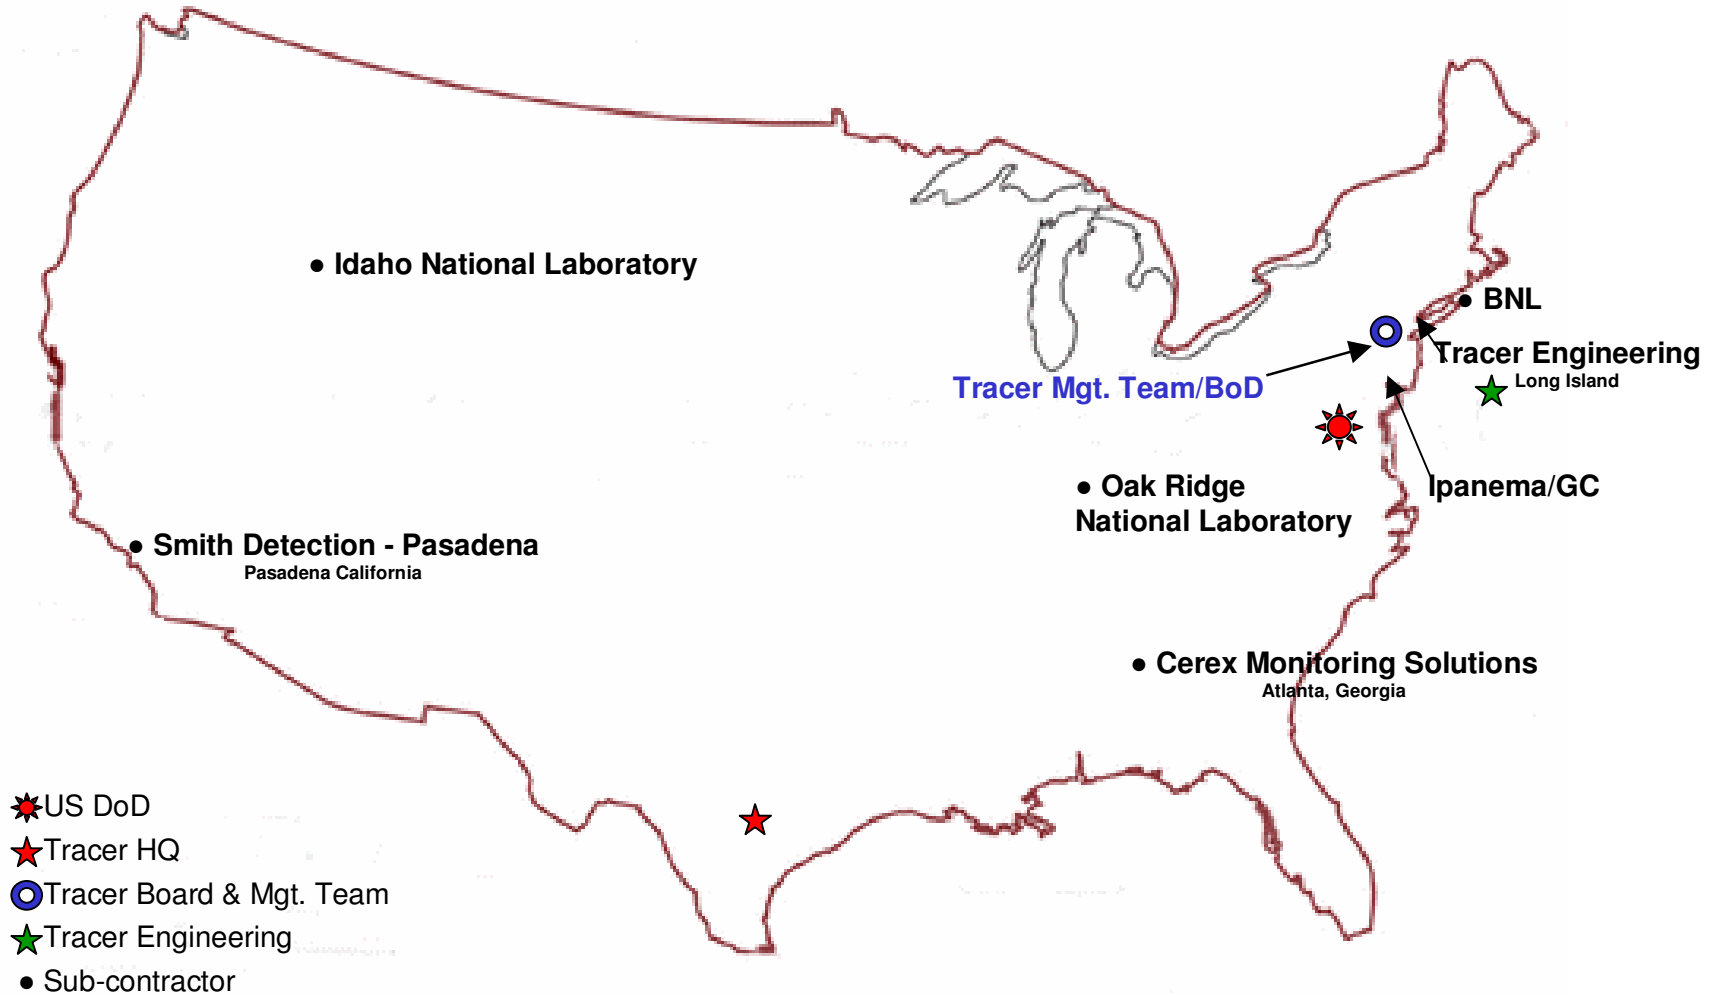 ● Idaho National Laboratory
● BNL
Tracer Engineering
Long Island
Tracer Mgt. Team/BoD
● Oak Ridge
National Laboratory
Ipanema/GC
● Smith Detection - Pasadena
Pasadena California
● Cerex Monitoring Solutions
Atlanta, Georgia
US DoD
Tracer HQ
Tracer Board & Mgt. Team
Tracer Engineering
● Sub-contractor